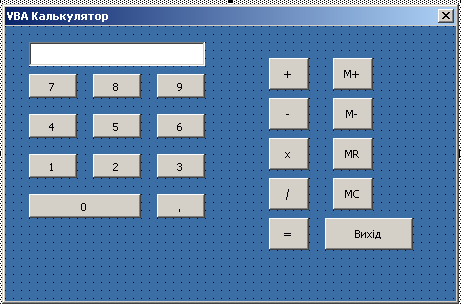 VBA Калькулятор
7 8 9 + M+
4 5 6 - M-
1 2 3 x MR
0 , / MC
= Вихід